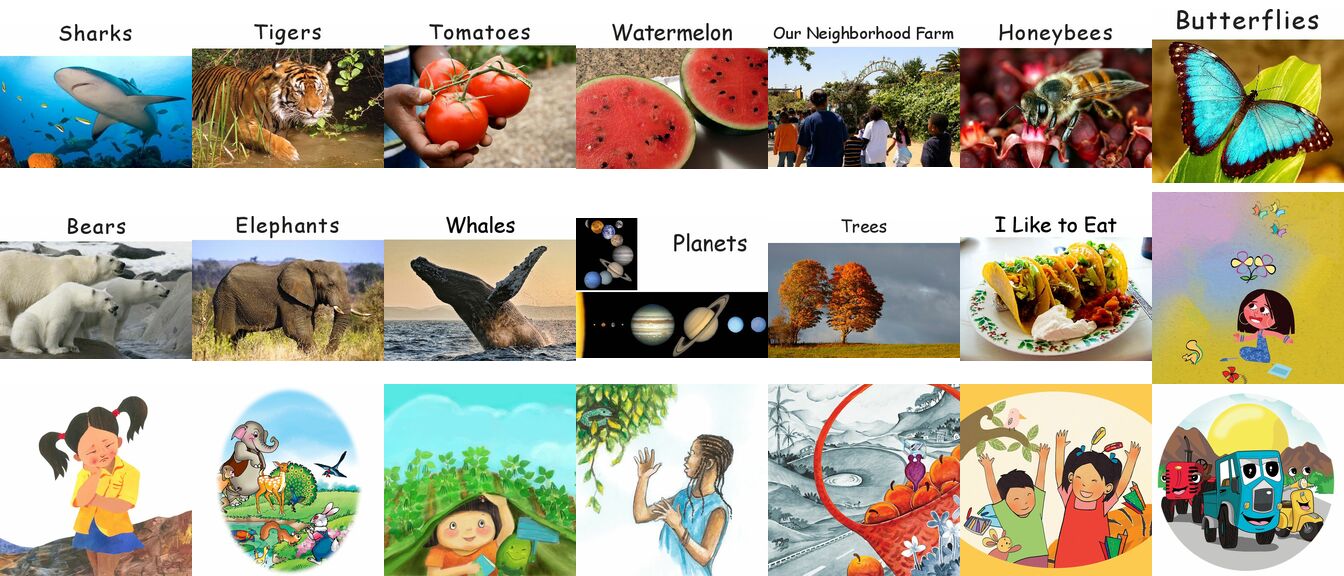 Sharks
Tigers
Tomatoes
Watermelon
Our Neighborhood Farm
Honeybees
Butterflies
Bears
Elephants
Whales
Planets
Trees
I Like to Eat